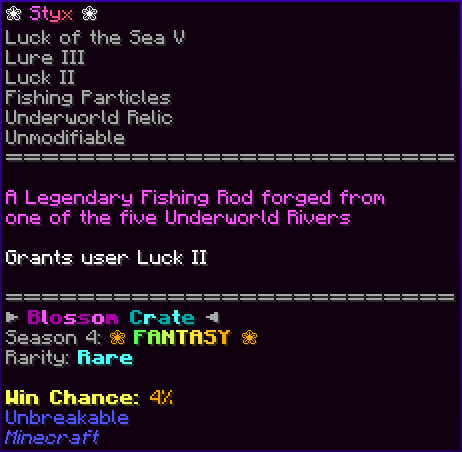 ❀ Styx ❀
Luck of the Sea V
Lure III
Luck II
Fishing Particles
Underworld Relic
Unmodifiable
=====================================
A Legendary Fishing Rod forged from
one of the five Underworld Rivers
Grants user Luck II
=====================================
► Blossom Crate ◄
Season 4: ❀ FANTASY ❀
Rarity: Rare
Win Chance: 4%
Unbreakable
Minecraft